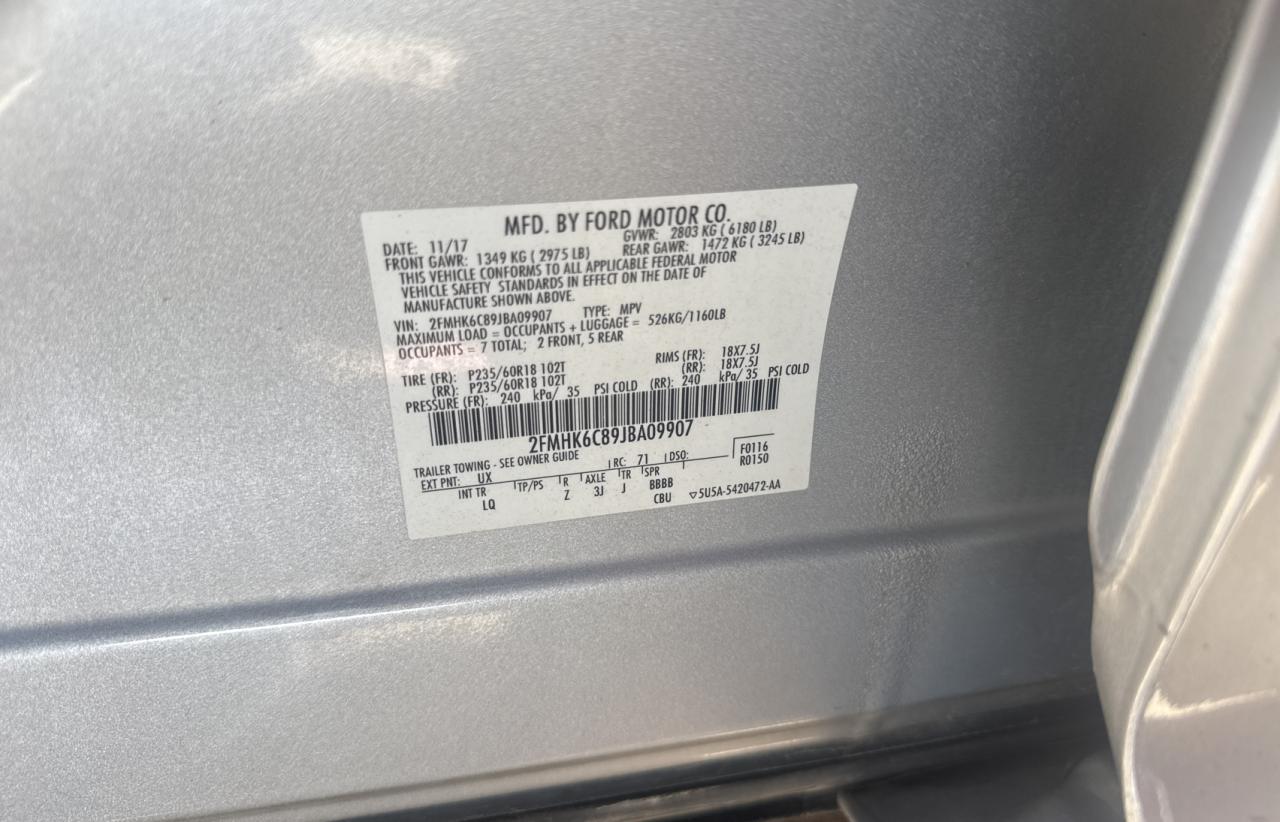 MFD. BY FORD MOTOR CO.
DATE: 11/17 GVWR: 2803 KG ( 6180 LB)
FRONT GAWR: 1349 KG ( 2975 LB) REAR GAWR: 1472 KG ( 3245 LB)
THIS VEHICLE CONFORMS TO ALL APPLICABLE FEDERAL MOTOR
VEHICLE SAFETY STANDARDS IN EFFECT ON THE DATE OF
MANUFACTURE SHOWN ABOVE.
VIN: 2FMHK6C89JBA09907 TYPE: MPV
MAXIMUM LOAD = OCCUPANTS + LUGGAGE = 526KG/1160LB
OCCUPANTS = 7 TOTAL; 2 FRONT, 5 REAR
TIRE (FR): P235/60R18 102T RIMS (FR): 18X7.5J
(RR): P235/60R18 102T (RR): 18X7.5J
PRESSURE (FR): 240 kPa/ 35 PSI COLD (RR): 240 kPa/ 35 PSI COLD
2FMHK6C89JBA09907
TRAILER TOWING - SEE OWNER GUIDE F0116
EXT PNT: UX RC: 71 DSO: R0150
INT TR TP/PS R AXLE TR SPR
LQ Z 3J J BBBB
CBU 5U5A-5420472-AA